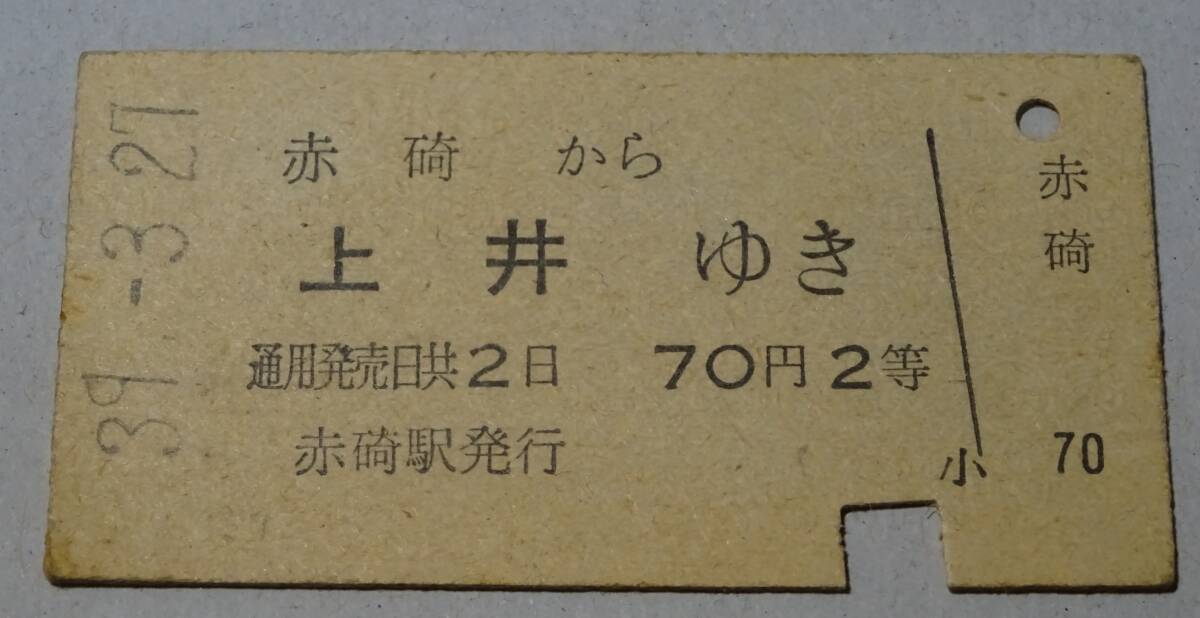 39.-3.27
赤碕から
上井ゆき
通用発売日共2日 70円2等
赤碕駅発行
小
赤碕
70